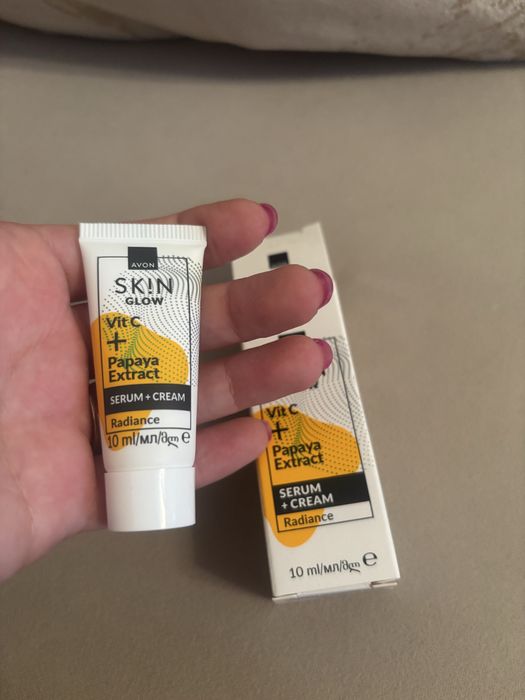 AVON
SK!N
GLOW
Vit C
+
Papaya
Extract
SERUM + CREAM
Radiance
10 ml/мл/მლ e
Vit C
+
Papaya
Extract
SERUM
+ CREAM
Radiance
10 ml/мл/მლ e